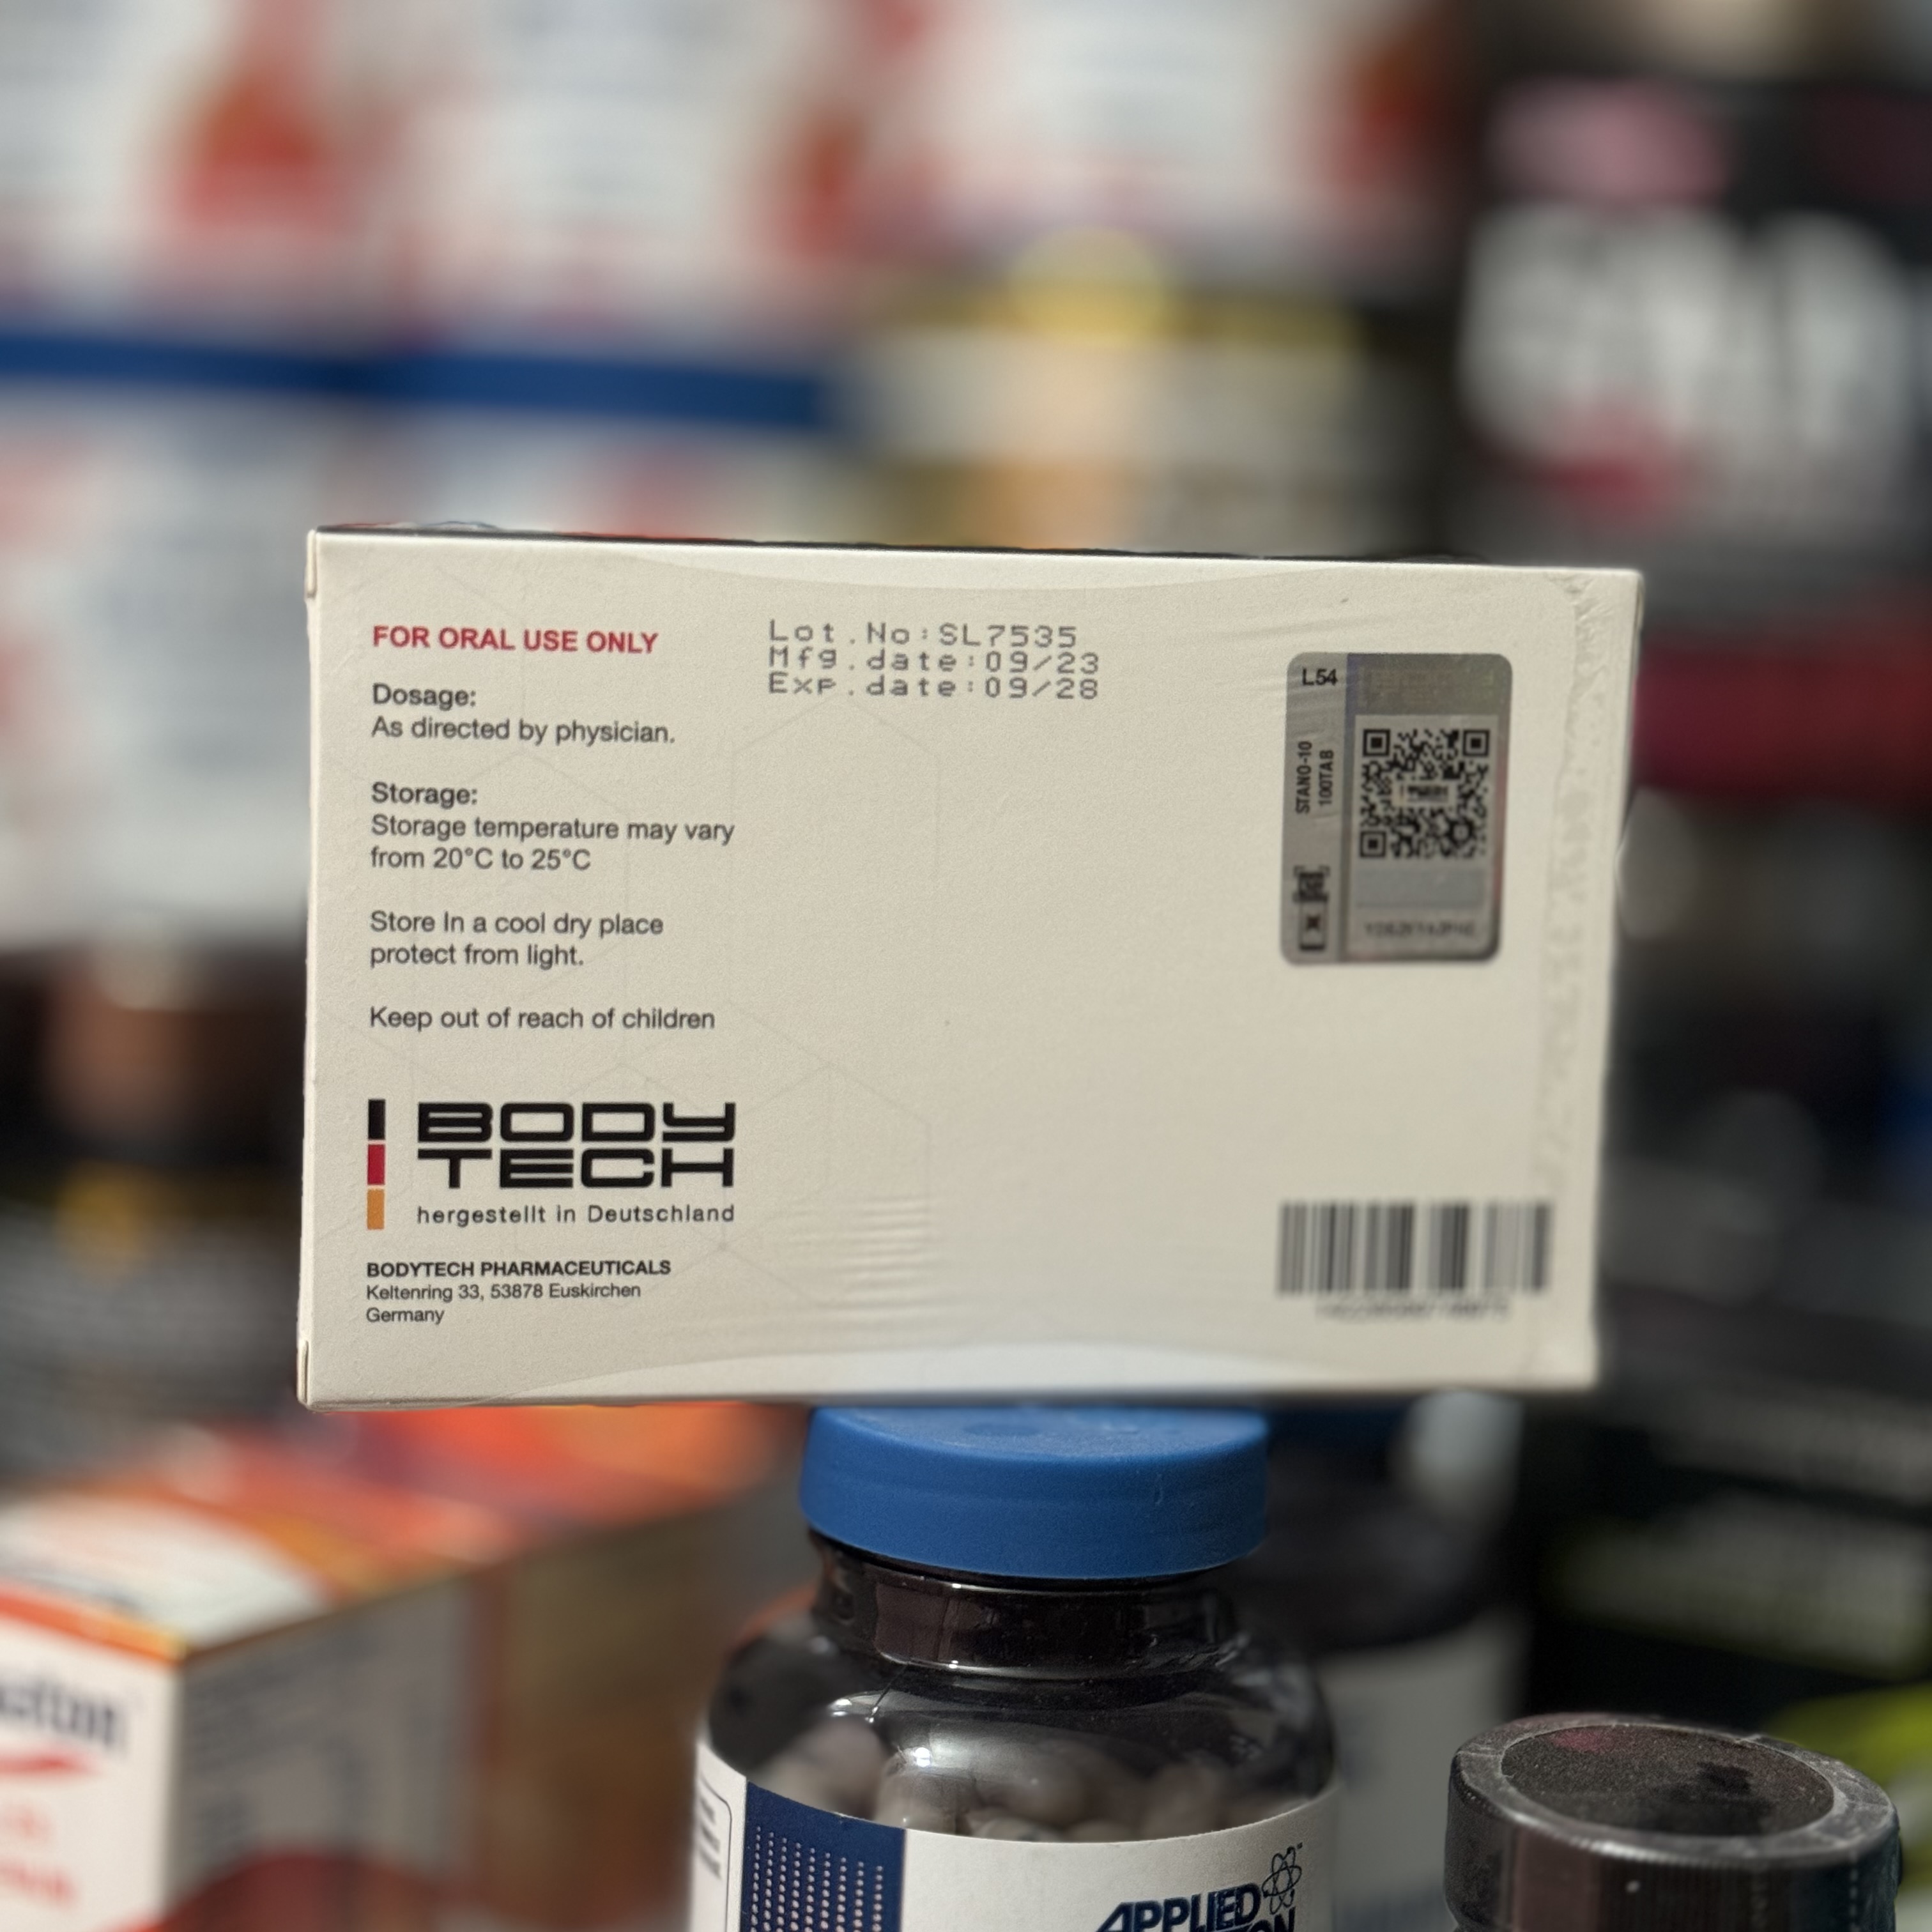 FOR ORAL USE ONLY
Dosage:
As directed by physician.
Storage:
Storage temperature may vary
from 20°C to 25°C
Store In a cool dry place
protect from light.
Keep out of reach of children
BODY
TECH
hergestellt in Deutschland
BODYTECH PHARMACEUTICALS
Keltenring 33, 53878 Euskirchen
Germany
Lot.No:SL7535
Mfg.date:09/23
Exp.date:09/28
L54
STANO-10
100TAB
APPLIED